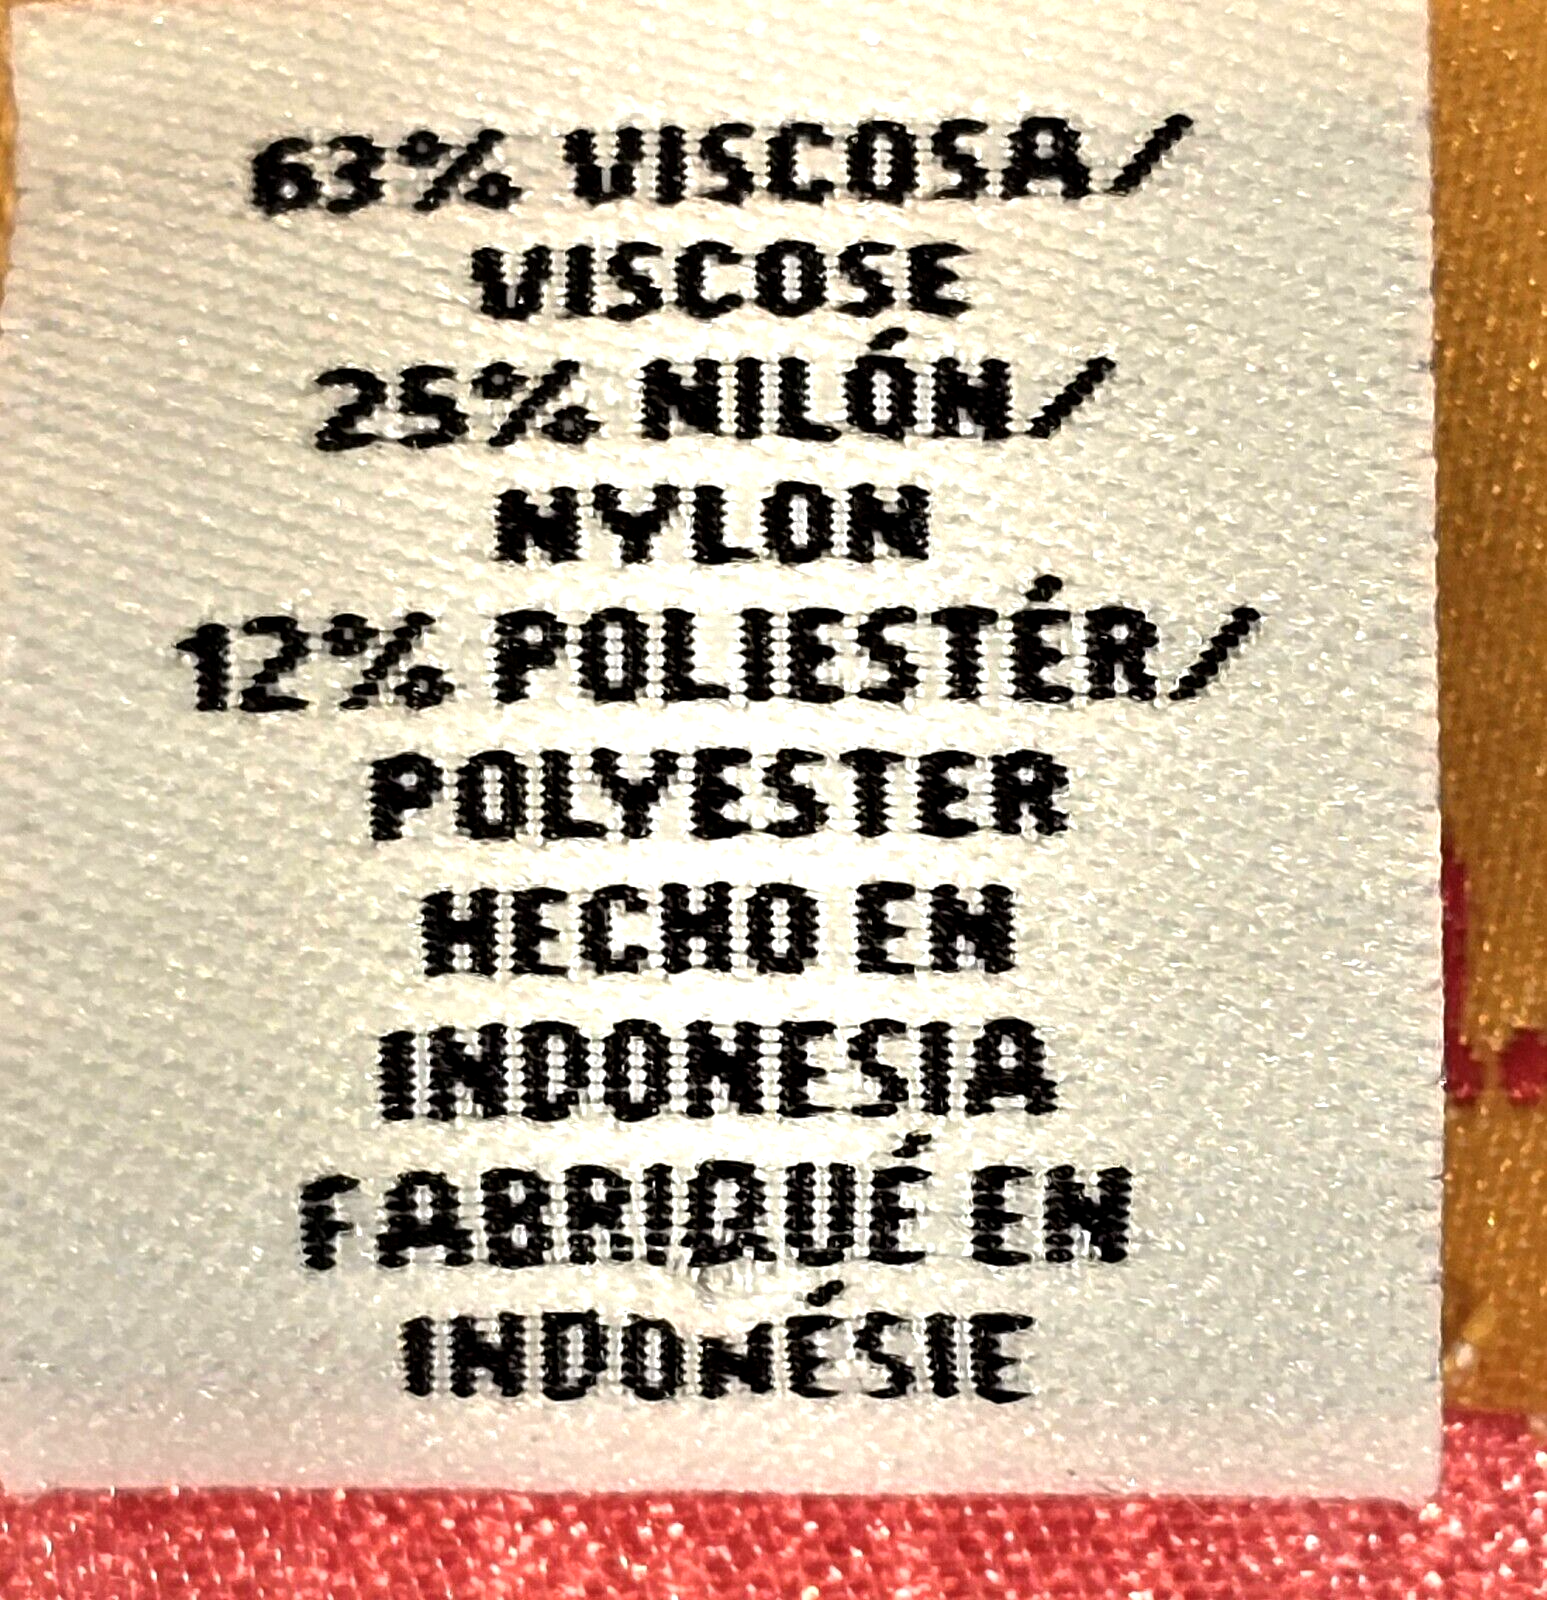 63% VISCOSA/
VISCOSE
25% NILÓN/
NYLON
12% POLIESTÉR/
POLYESTER
HECHO EN
INDONESIA
FABRIQUÉ EN
INDONÉSIE